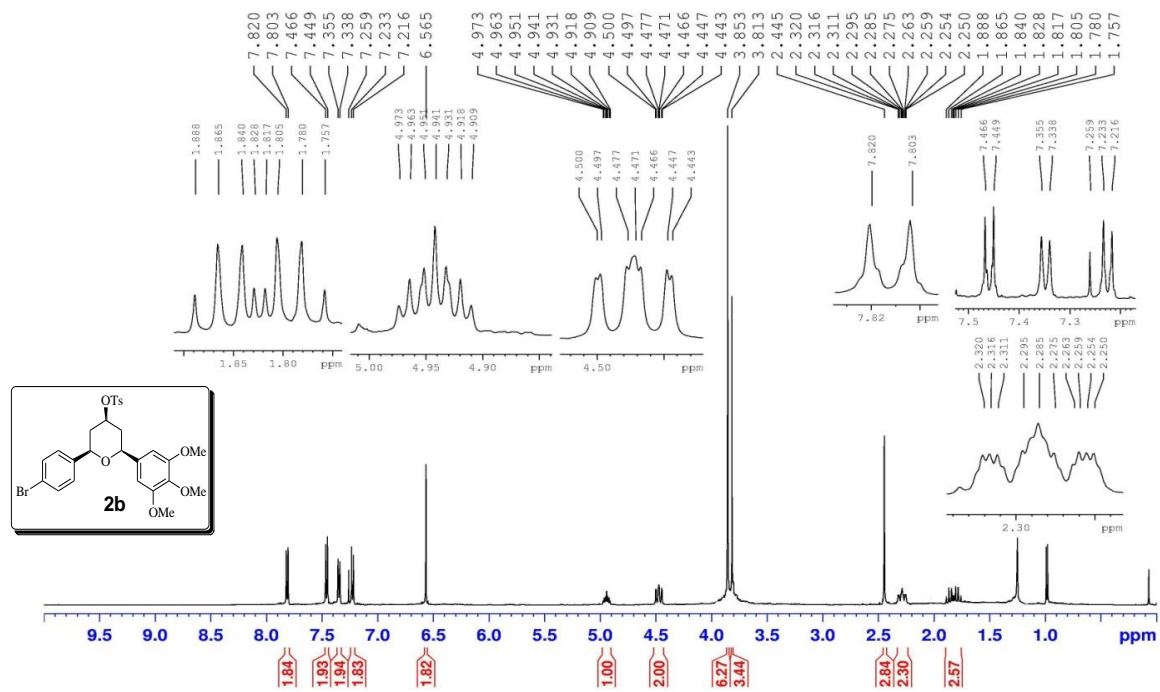 7.820 7.803 7.466 7.449 7.355 7.338 7.259 7.233 7.216 6.565 4.973 4.963 4.951 4.941 4.931 4.918 4.909 4.500 4.497 4.477 4.471 4.466 4.447 4.443 3.853 3.813 2.445 2.320 2.316 2.311 2.295 2.285 2.275 2.263 2.259 2.254 2.250 1.888 1.865 1.840 1.828 1.817 1.805 1.780 1.757
1.888 1.865 1.840 1.828 1.817 1.805 1.780 1.757
1.85 1.80 ppm
4.973 4.963 4.951 4.941 4.931 4.918 4.909
5.00 4.95 4.90 ppm
4.500 4.497 4.477 4.471 4.466 4.447 4.443
4.50 ppm
7.820 7.803
7.82 ppm
7.466 7.449 7.355 7.338 7.259 7.233 7.216
7.5 7.4 7.3 ppm
2.320 2.316 2.311 2.295 2.285 2.275 2.263 2.259 2.254 2.250
2.30 ppm
OTs
O
OMe
Br
OMe
2b
OMe
9.5 9.0 8.5 8.0 7.5 7.0 6.5 6.0 5.5 5.0 4.5 4.0 3.5 3.0 2.5 2.0 1.5 1.0 ppm
1.84 1.93 1.94 1.83 1.82 1.00 2.00 6.27 3.44 2.84 2.30 2.57